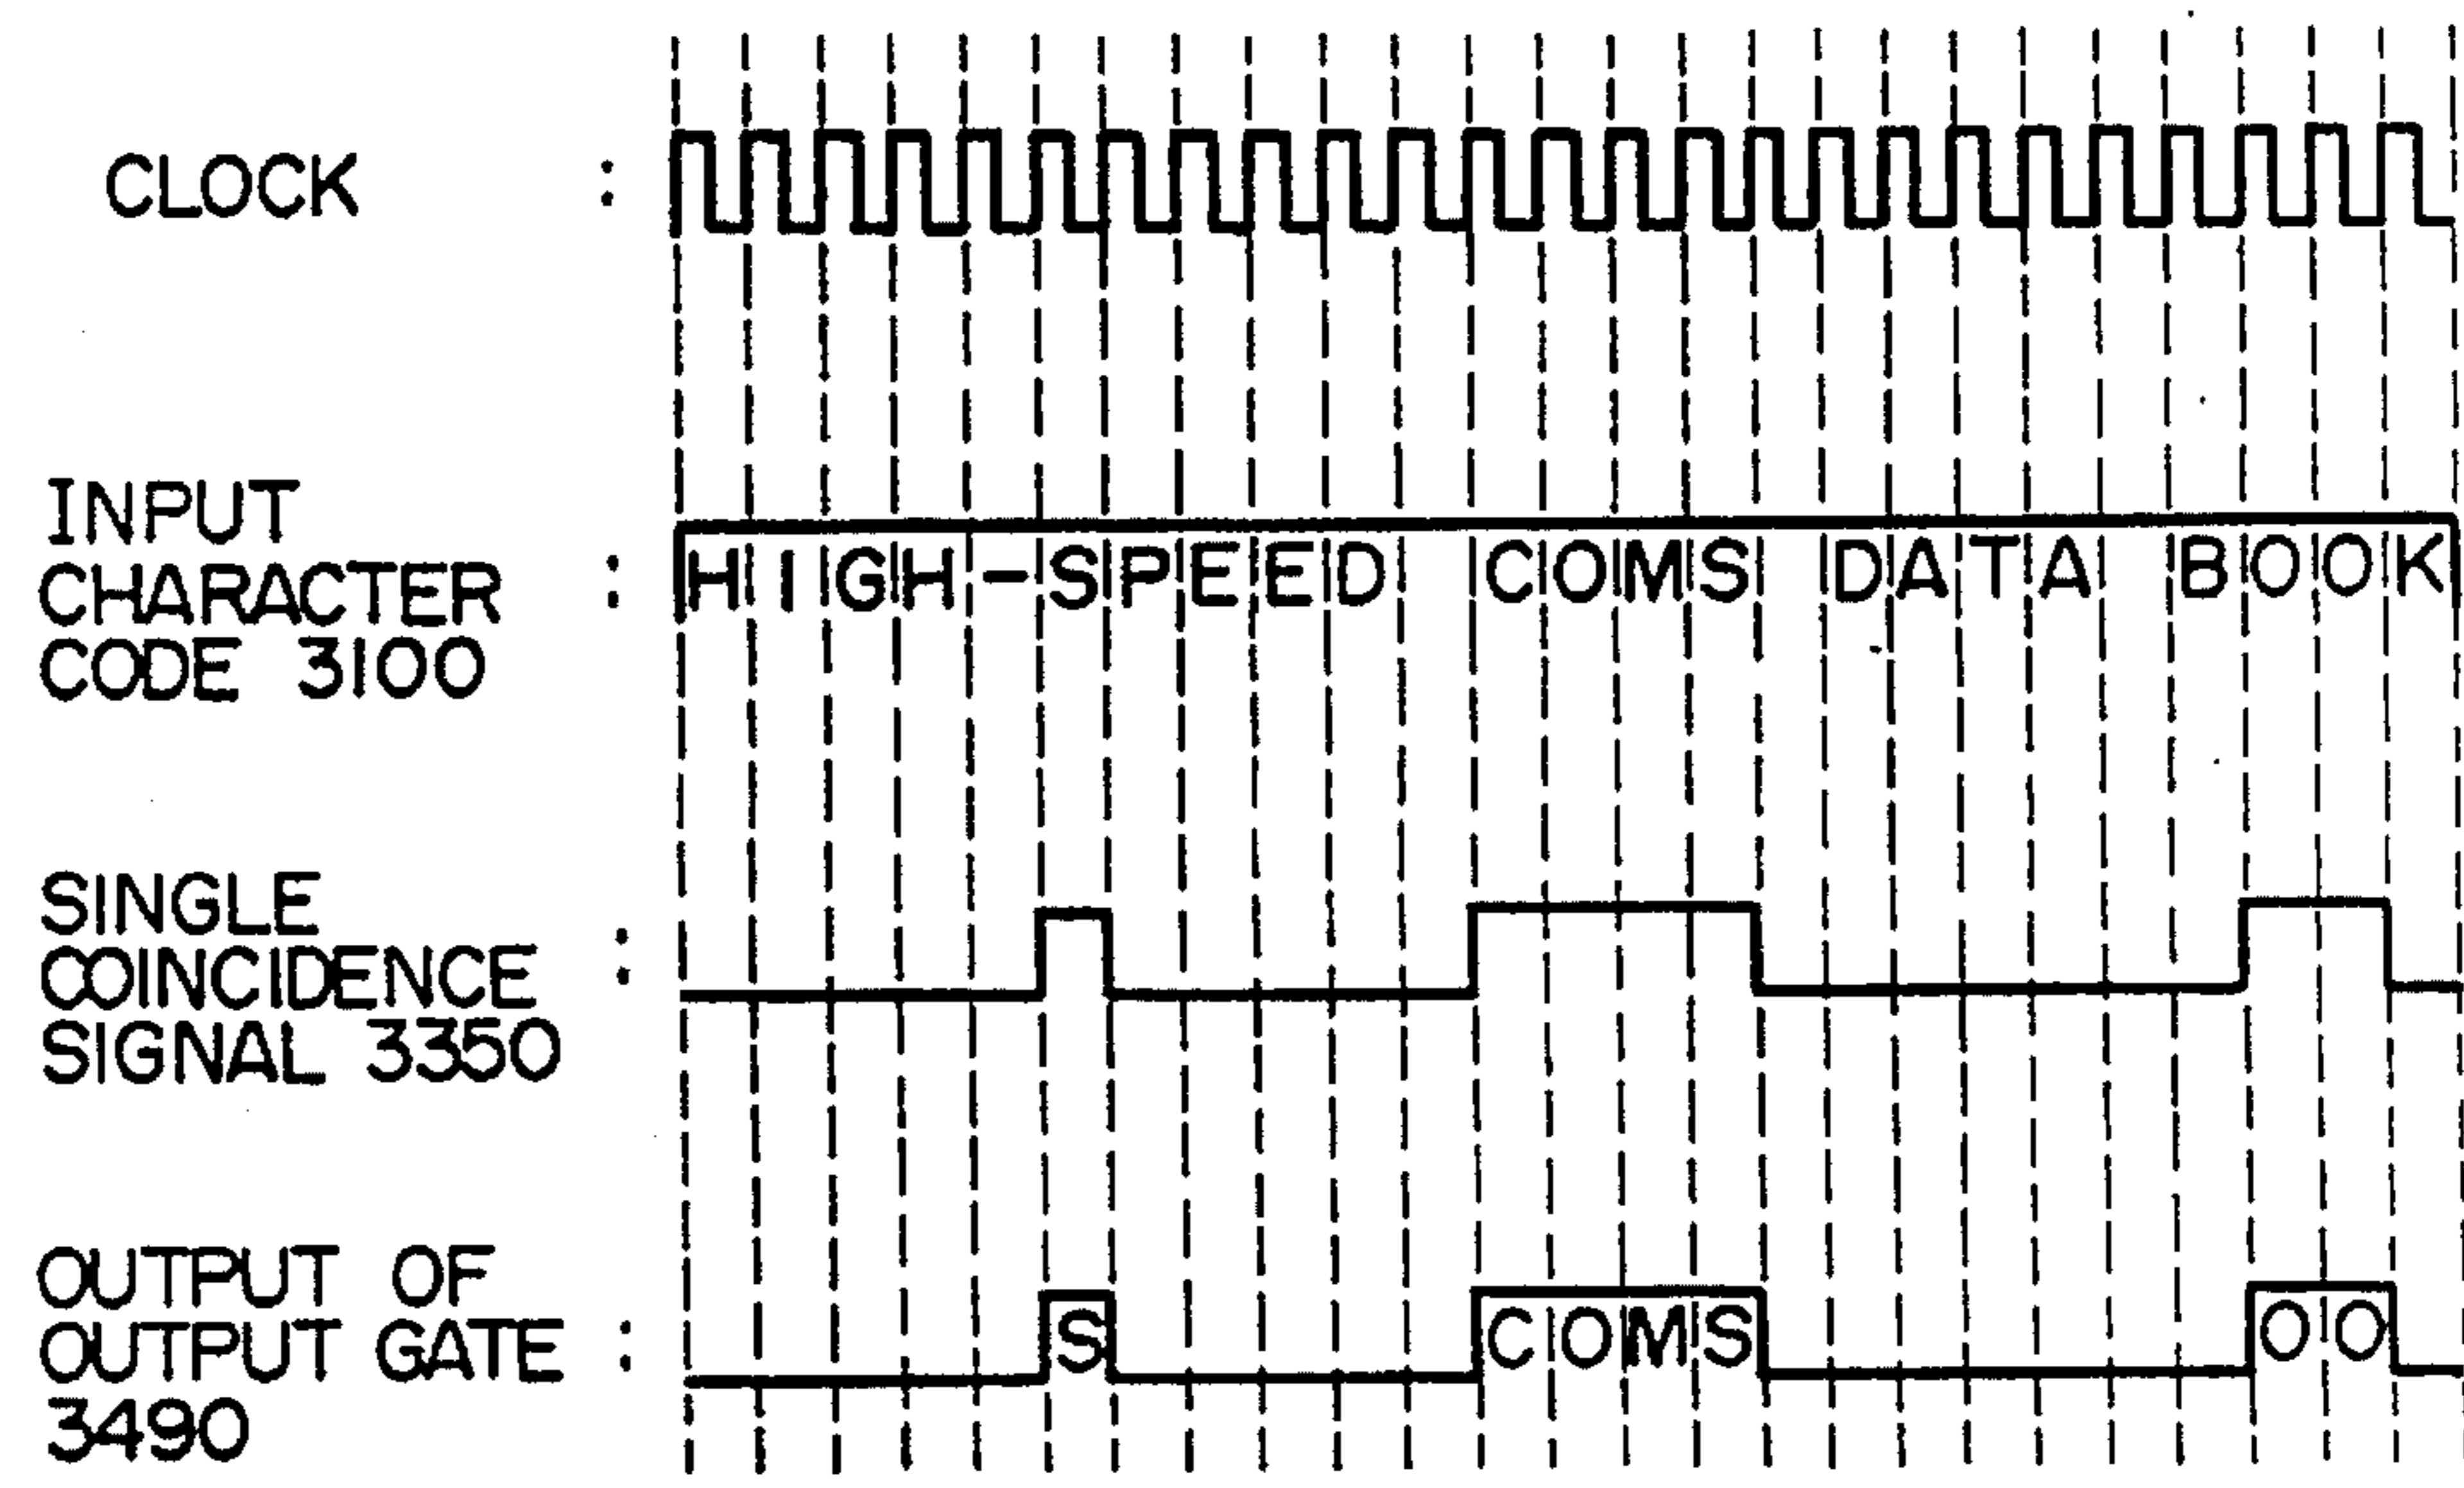 CLOCK :
INPUT
CHARACTER :
CODE 3100
HIGH-SPEED COMS DATA BOOK
SINGLE
COINCIDENCE :
SIGNAL 3350
OUTPUT OF
OUTPUT GATE :
3490
S COMS OO